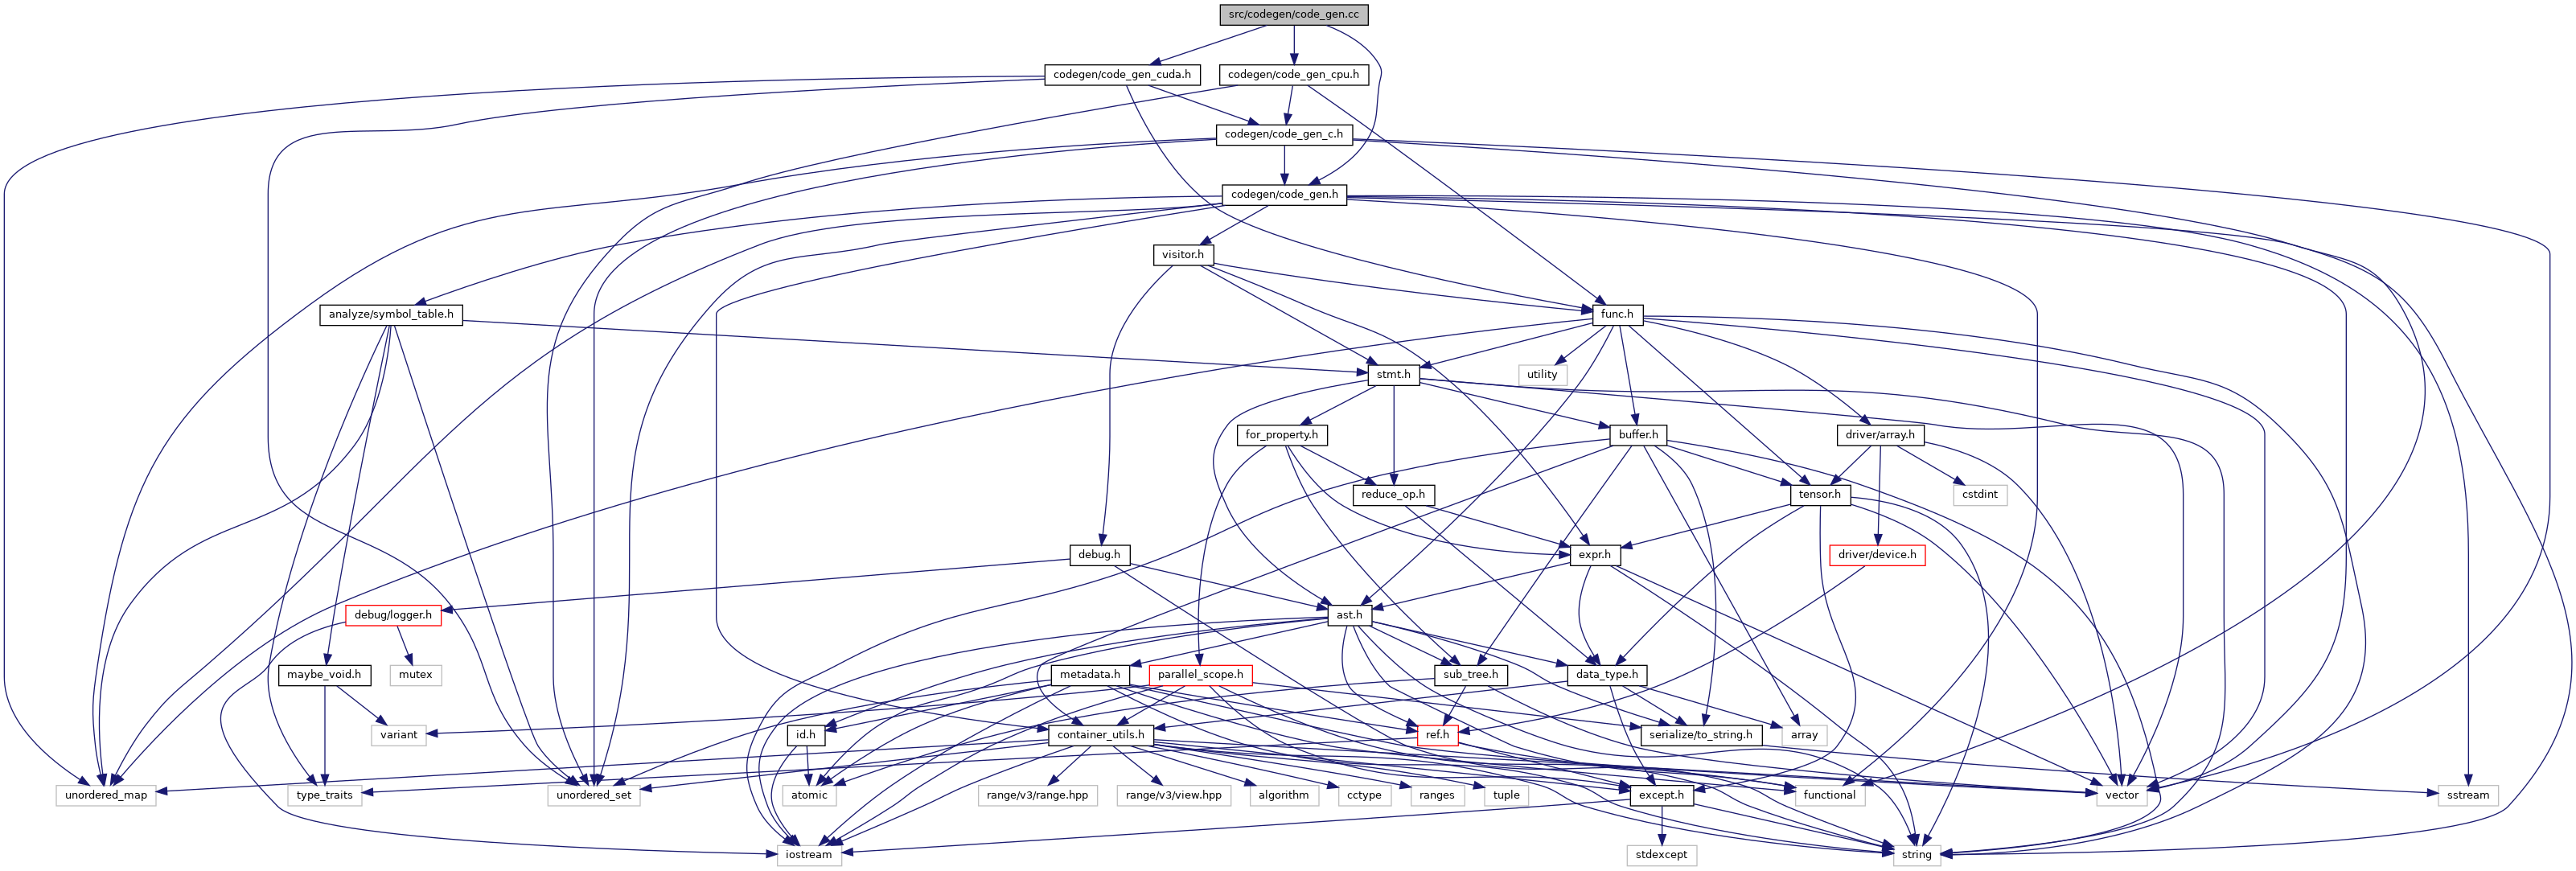 src/codegen/code_gen.cc
codegen/code_gen_cuda.h
codegen/code_gen_cpu.h
codegen/code_gen_c.h
codegen/code_gen.h
visitor.h
analyze/symbol_table.h
func.h
stmt.h
utility
for_property.h
buffer.h
driver/array.h
reduce_op.h
tensor.h
cstdint
debug.h
expr.h
driver/device.h
debug/logger.h
ast.h
maybe_void.h
mutex
metadata.h
parallel_scope.h
sub_tree.h
data_type.h
variant
id.h
container_utils.h
ref.h
serialize/to_string.h
array
unordered_map
type_traits
unordered_set
atomic
range/v3/range.hpp
range/v3/view.hpp
algorithm
cctype
ranges
tuple
except.h
functional
vector
sstream
iostream
stdexcept
string